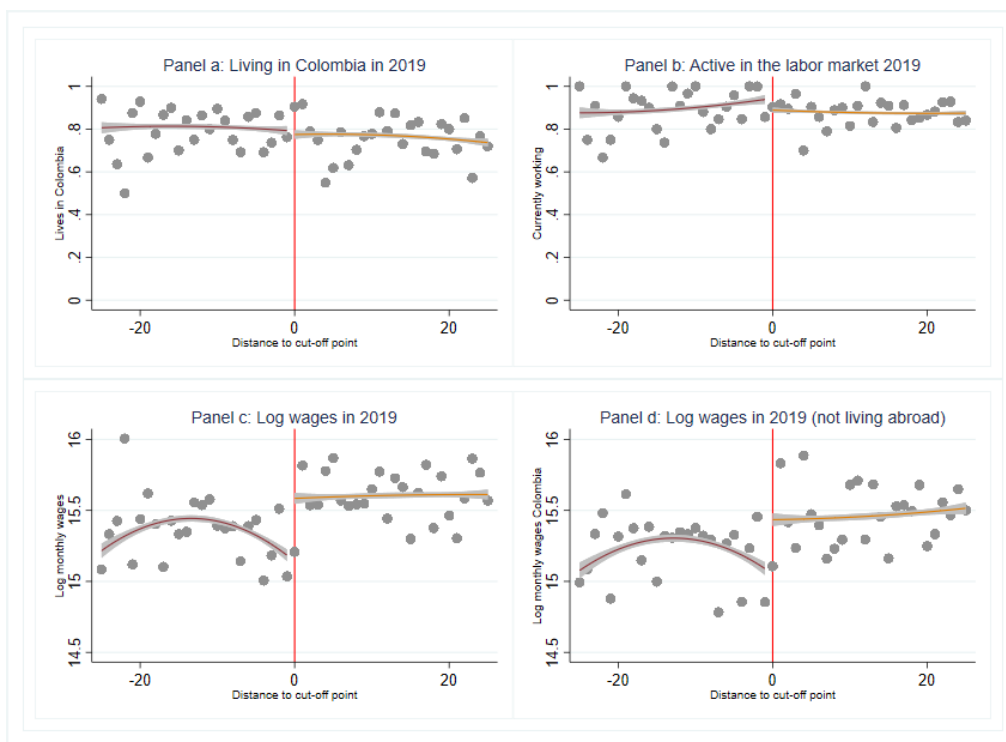 Panel a: Living in Colombia in 2019
Lives in Colombia
1
.8
.6
.4
.2
0
-20 0 20
Distance to cut-off point
Panel b: Active in the labor market 2019
Currently working
1
.8
.6
.4
.2
0
-20 0 20
Distance to cut-off point
Panel c: Log wages in 2019
Log monthly wages
16
15.5
15
14.5
-20 0 20
Distance to cut-off point
Panel d: Log wages in 2019 (not living abroad)
Log monthly wages Colombia
16
15.5
15
14.5
-20 0 20
Distance to cut-off point